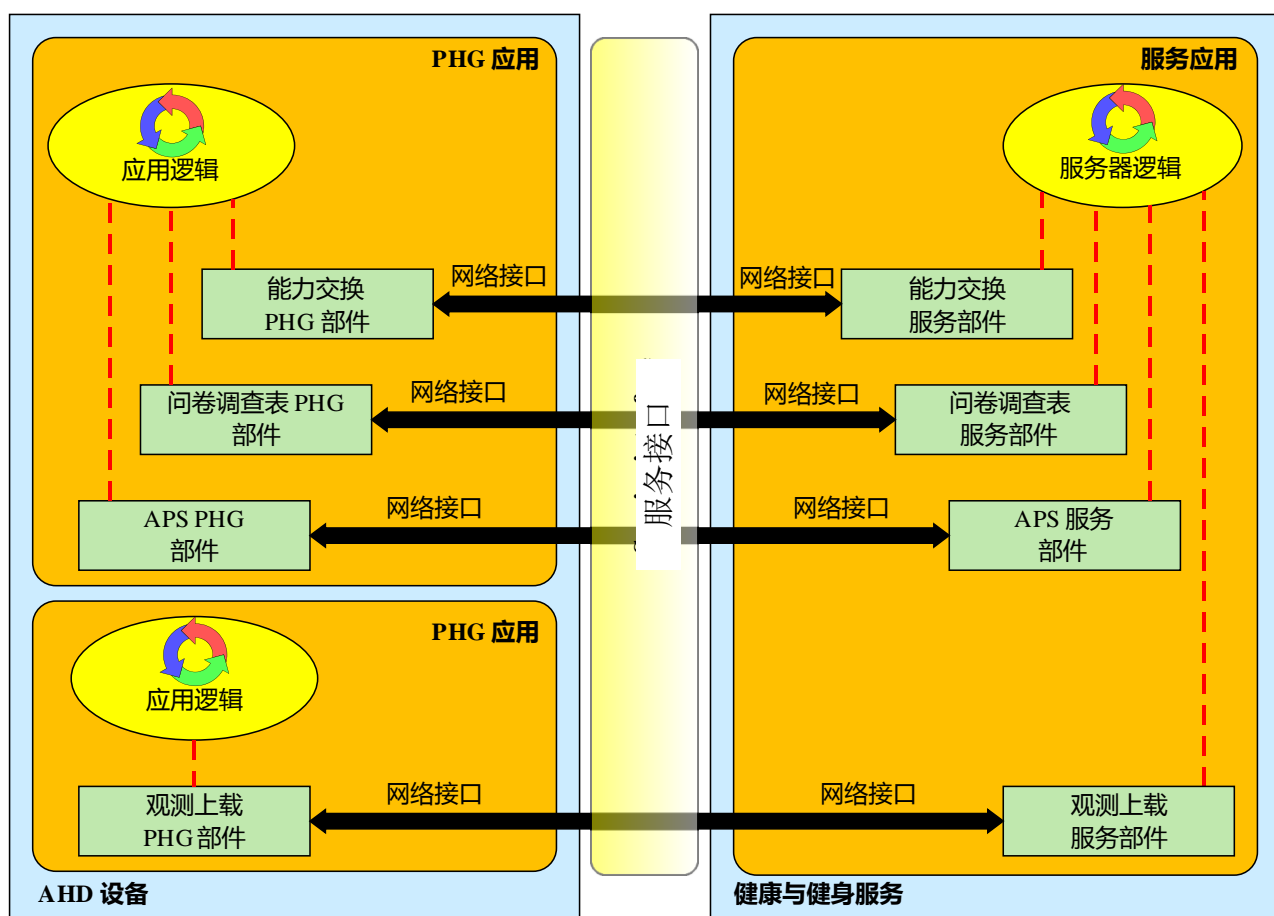 PHG 应用
应用逻辑
能力交换
PHG 部件
网络接口
问卷调查表 PHG
部件
网络接口
APS PHG
部件
网络接口
PHG 应用
应用逻辑
观测上载
PHG 部件
网络接口
AHD 设备
服务接口
服务应用
服务器逻辑
网络接口
能力交换
服务部件
网络接口
问卷调查表
服务部件
网络接口
APS 服务
部件
网络接口
观测上载
服务部件
健康与健身服务